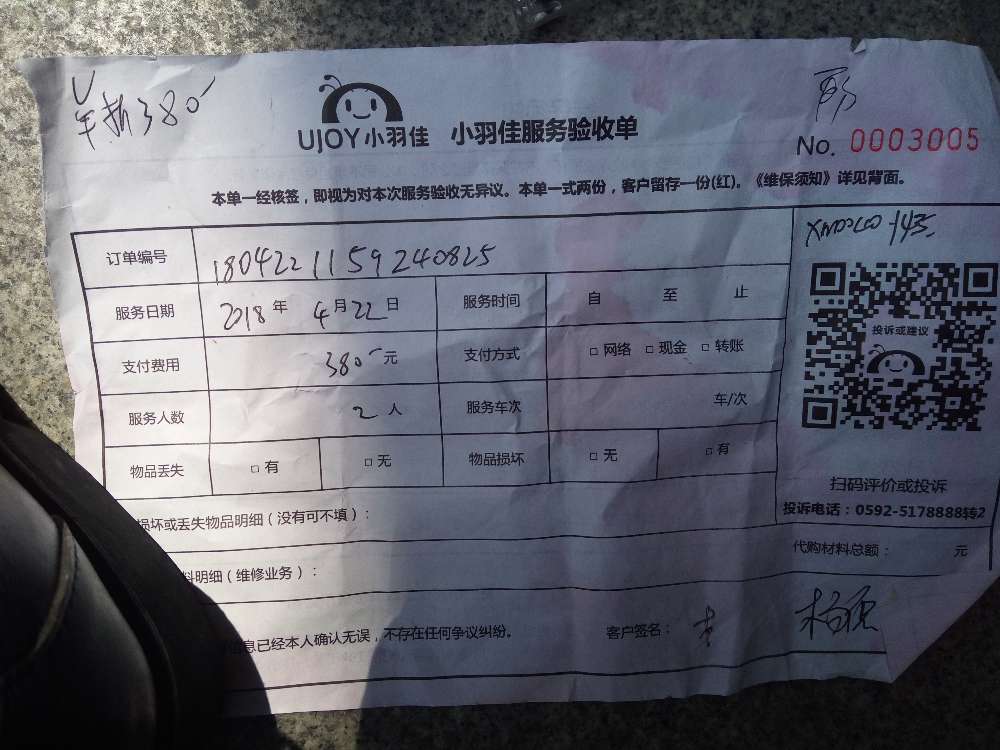 380
UJOY小羽佳 小羽佳服务验收单
No. 0003005
本单一经核签，即视为对本次服务验收无异议。本单一式两份，客户留存一份(红)。《维保须知》详见背面。
订单编号 1804221159240825
服务日期 2018年 4月22日 服务时间 自 至 止
支付费用 380元 支付方式 □网络 □现金 □转账
投诉或建议
服务人数 2人 服务车次 车/次
物品丢失 □有 □无 物品损坏 □无 □有
扫码评价或投诉
投诉电话：0592-5178888转2
损坏或丢失物品明细（没有可不填）：
代购材料总额： 元
料明细（维修业务）：
信息已经本人确认无误，不存在任何争议纠纷。 客户签名：